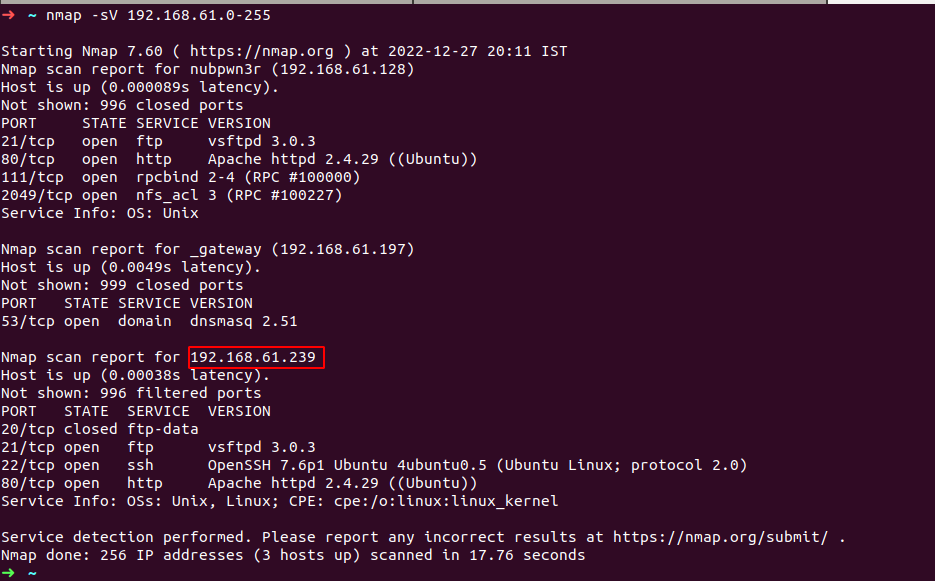 ➜ ~ nmap -sV 192.168.61.0-255
Starting Nmap 7.60 ( https://nmap.org ) at 2022-12-27 20:11 IST
Nmap scan report for nubpwn3r (192.168.61.128)
Host is up (0.000089s latency).
Not shown: 996 closed ports
PORT     STATE SERVICE VERSION
21/tcp   open  ftp     vsftpd 3.0.3
80/tcp   open  http    Apache httpd 2.4.29 ((Ubuntu))
111/tcp  open  rpcbind 2-4 (RPC #100000)
2049/tcp open  nfs_acl 3 (RPC #100227)
Service Info: OS: Unix
Nmap scan report for _gateway (192.168.61.197)
Host is up (0.0049s latency).
Not shown: 999 closed ports
PORT   STATE SERVICE VERSION
53/tcp open  domain  dnsmasq 2.51
Nmap scan report for 192.168.61.239
Host is up (0.00038s latency).
Not shown: 996 filtered ports
PORT   STATE  SERVICE  VERSION
20/tcp closed ftp-data
21/tcp open   ftp      vsftpd 3.0.3
22/tcp open   ssh      OpenSSH 7.6p1 Ubuntu 4ubuntu0.5 (Ubuntu Linux; protocol 2.0)
80/tcp open   http     Apache httpd 2.4.29 ((Ubuntu))
Service Info: OSs: Unix, Linux; CPE: cpe:/o:linux:linux_kernel
Service detection performed. Please report any incorrect results at https://nmap.org/submit/ .
Nmap done: 256 IP addresses (3 hosts up) scanned in 17.76 seconds
➜ ~